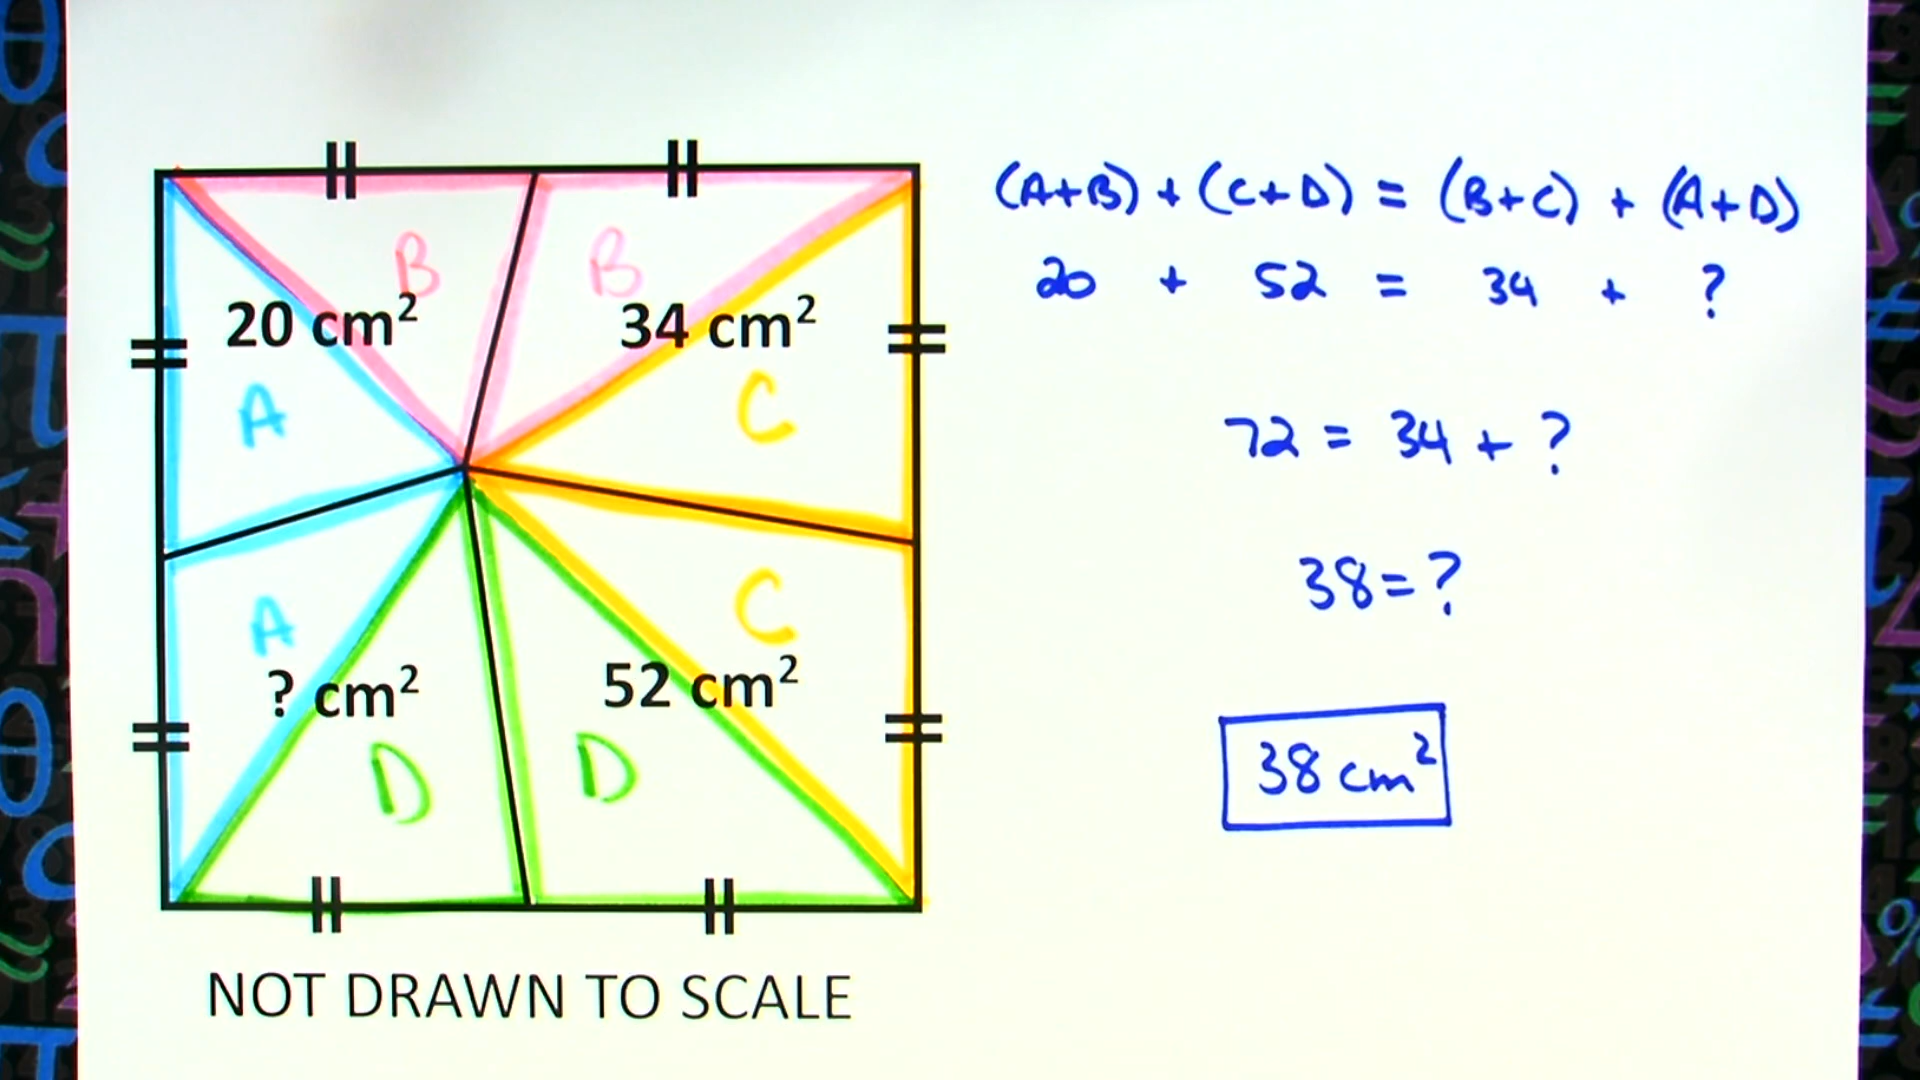 (A+B) + (C+D) = (B+C) + (A+D)
20 + 52 = 34 + ?
72 = 34 + ?
38 = ?
38 cm²
B B
20 cm² 34 cm²
A C
A C
? cm² 52 cm²
D D
NOT DRAWN TO SCALE